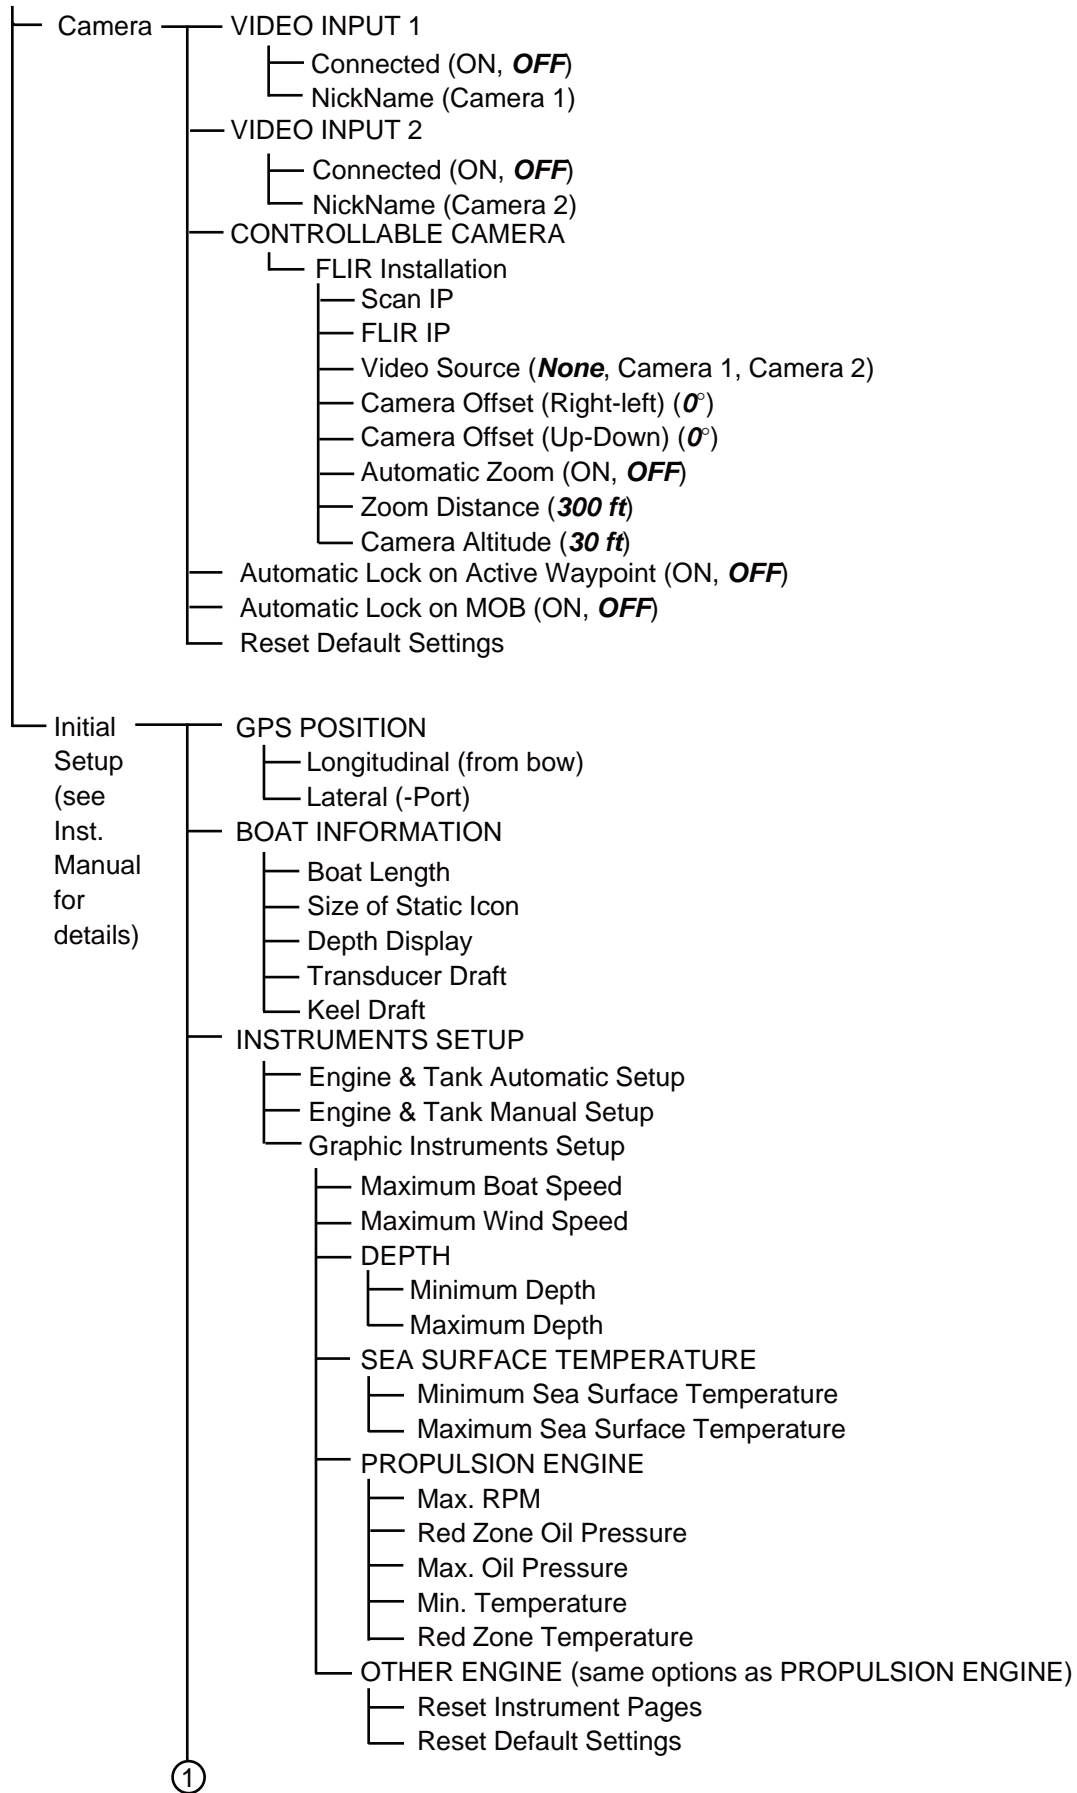 Camera
VIDEO INPUT 1
Connected (ON, OFF)
NickName (Camera 1)
VIDEO INPUT 2
Connected (ON, OFF)
NickName (Camera 2)
CONTROLLABLE CAMERA
FLIR Installation
Scan IP
FLIR IP
Video Source (None, Camera 1, Camera 2)
Camera Offset (Right-left) (0°)
Camera Offset (Up-Down) (0°)
Automatic Zoom (ON, OFF)
Zoom Distance (300 ft)
Camera Altitude (30 ft)
Automatic Lock on Active Waypoint (ON, OFF)
Automatic Lock on MOB (ON, OFF)
Reset Default Settings
Initial
Setup
(see
Inst.
Manual
for
details)
GPS POSITION
Longitudinal (from bow)
Lateral (-Port)
BOAT INFORMATION
Boat Length
Size of Static Icon
Depth Display
Transducer Draft
Keel Draft
INSTRUMENTS SETUP
Engine & Tank Automatic Setup
Engine & Tank Manual Setup
Graphic Instruments Setup
Maximum Boat Speed
Maximum Wind Speed
DEPTH
Minimum Depth
Maximum Depth
SEA SURFACE TEMPERATURE
Minimum Sea Surface Temperature
Maximum Sea Surface Temperature
PROPULSION ENGINE
Max. RPM
Red Zone Oil Pressure
Max. Oil Pressure
Min. Temperature
Red Zone Temperature
OTHER ENGINE (same options as PROPULSION ENGINE)
Reset Instrument Pages
Reset Default Settings
1